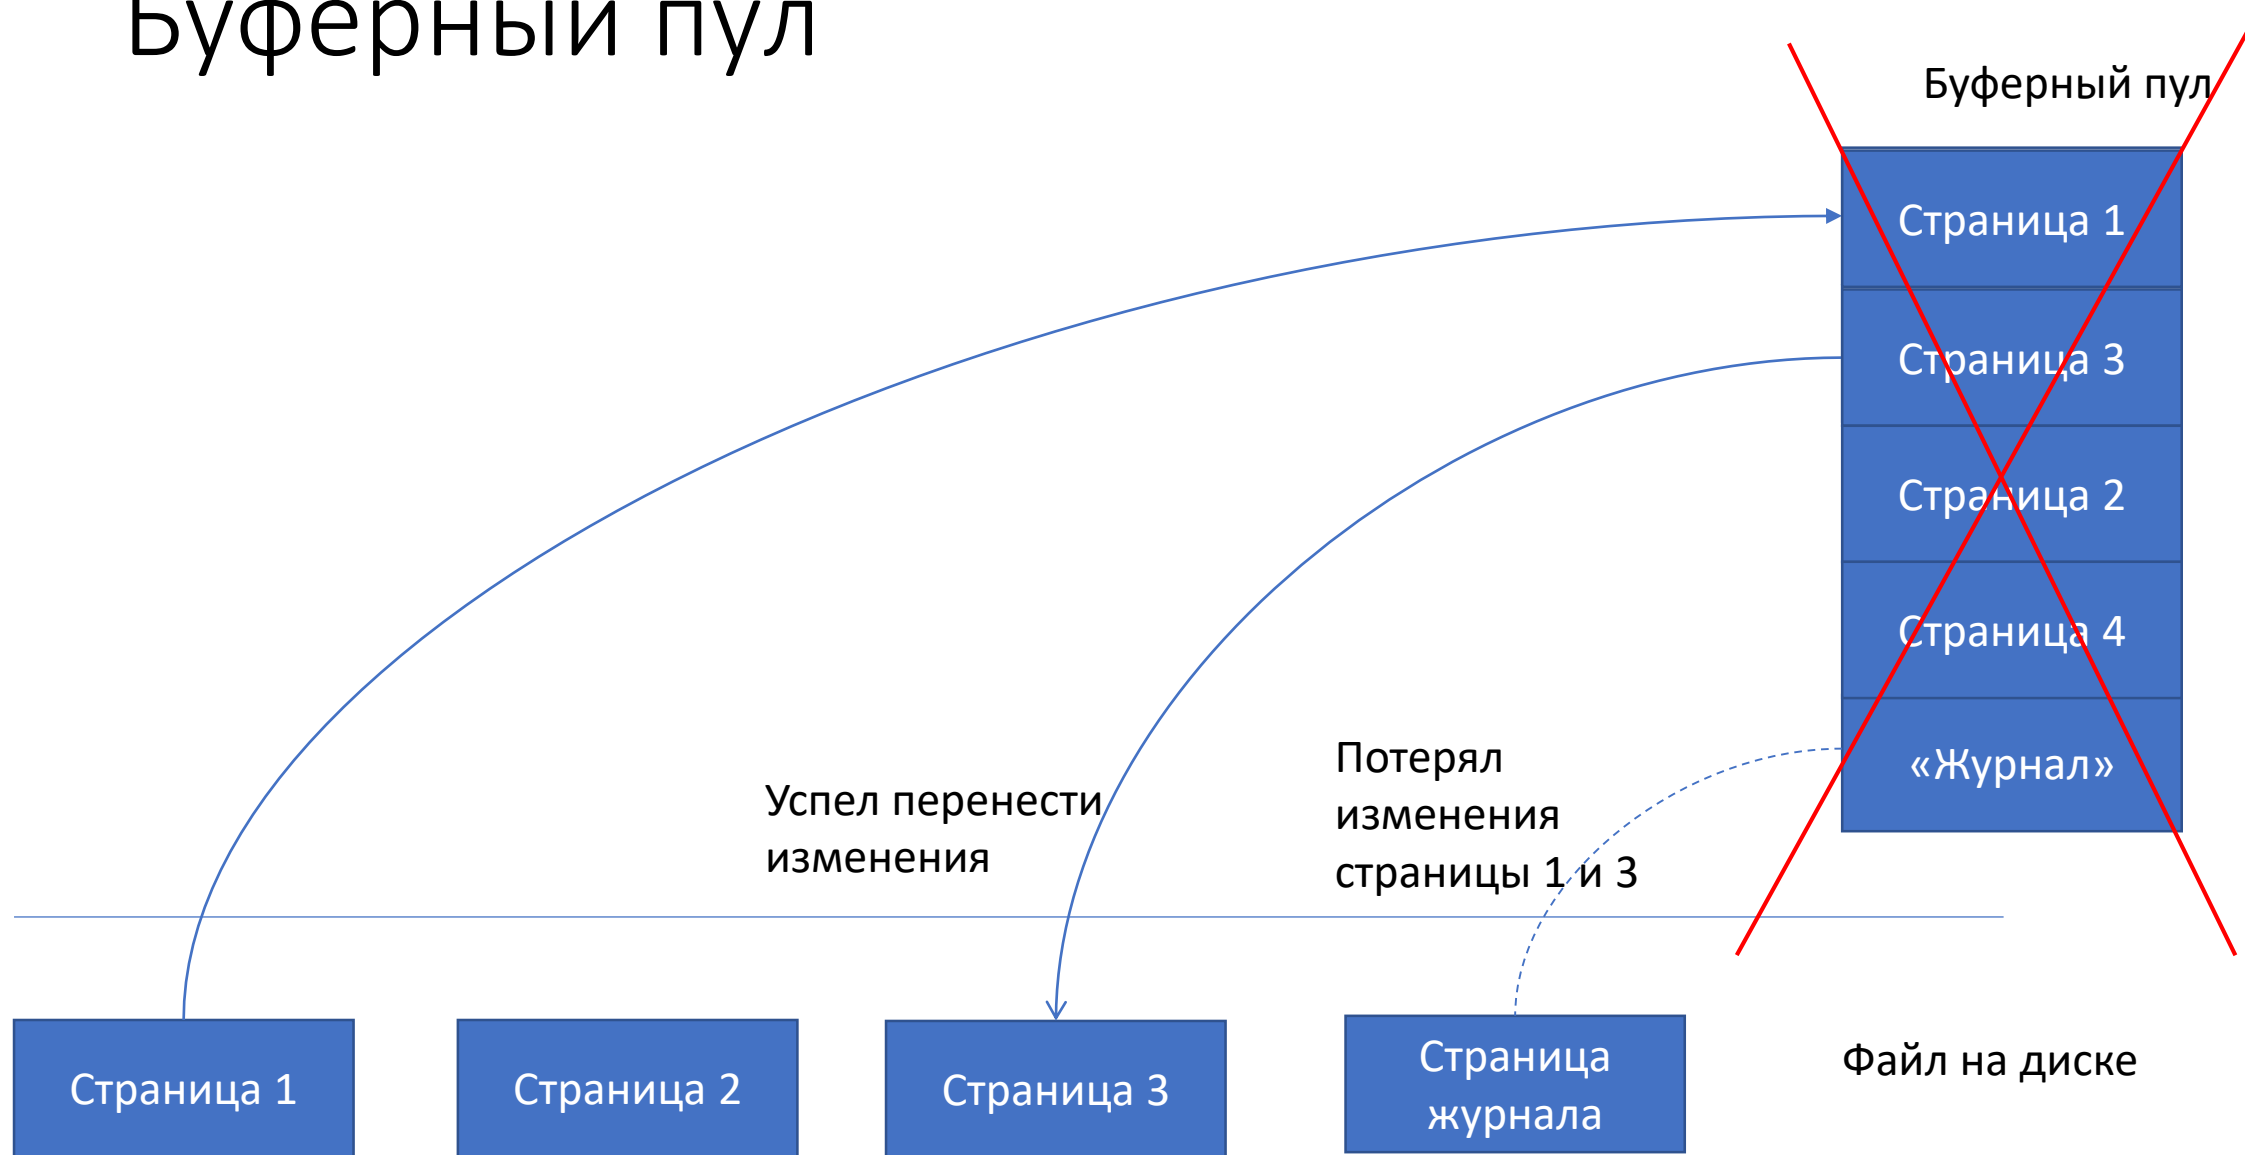 Буферный пул
Буферный пул
Страница 1
Страница 3
Страница 2
Страница 4
«Журнал»
Успел перенести
изменения
Потерял
изменения
страницы 1 и 3
Страница 1
Страница 2
Страница 3
Страница
журнала
Файл на диске